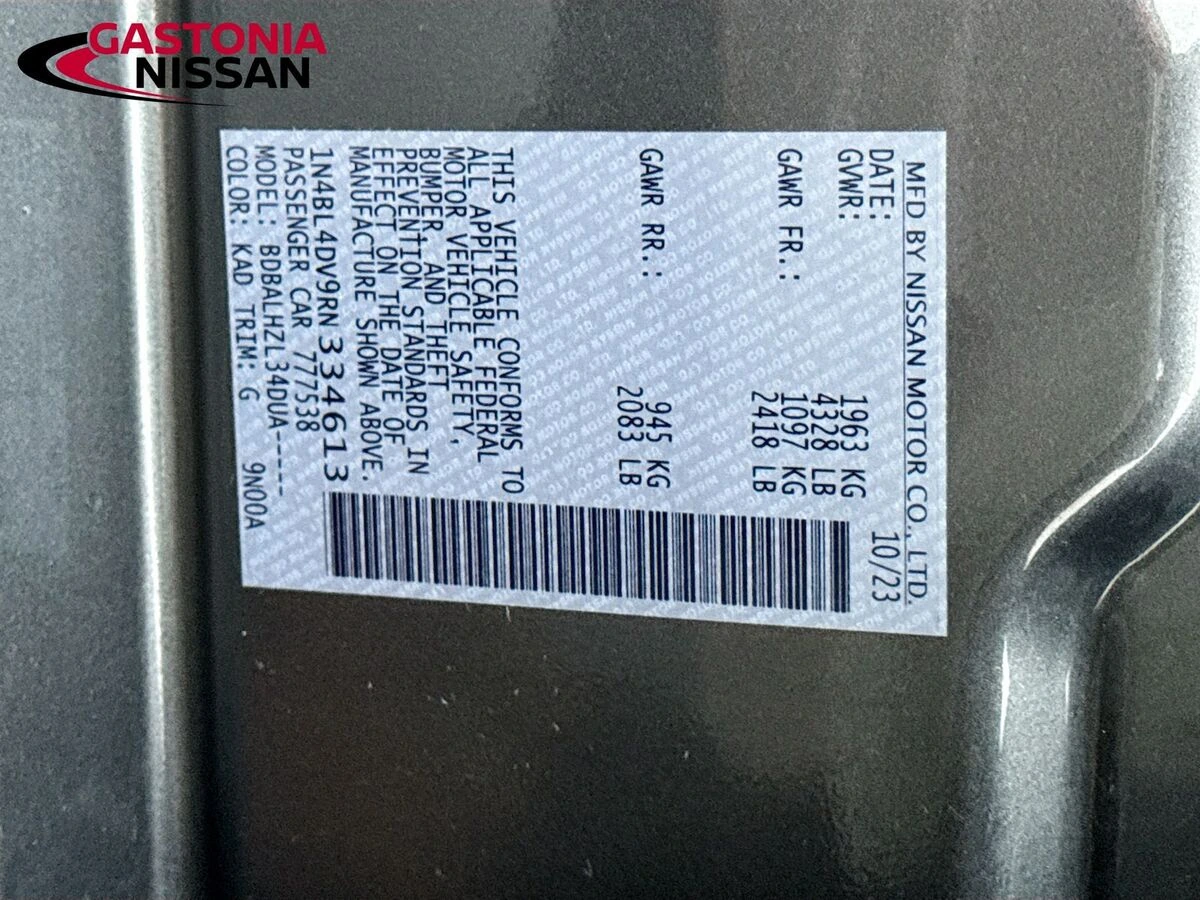 GASTONIA
NISSAN
MFD BY NISSAN MOTOR CO., LTD.
DATE: 10/23
GVWR: 1963 KG
4328 LB
GAWR FR.: 1097 KG
2418 LB
GAWR RR.: 945 KG
2083 LB
THIS VEHICLE CONFORMS TO
ALL APPLICABLE FEDERAL
MOTOR VEHICLE SAFETY,
BUMPER, AND THEFT
PREVENTION STANDARDS IN
EFFECT ON THE DATE OF
MANUFACTURE SHOWN ABOVE.
1N4BL4DV9RN334613
PASSENGER CAR 777538
MODEL: BDBALHZL34DUA-----
COLOR: KAD TRIM: G 9N00A